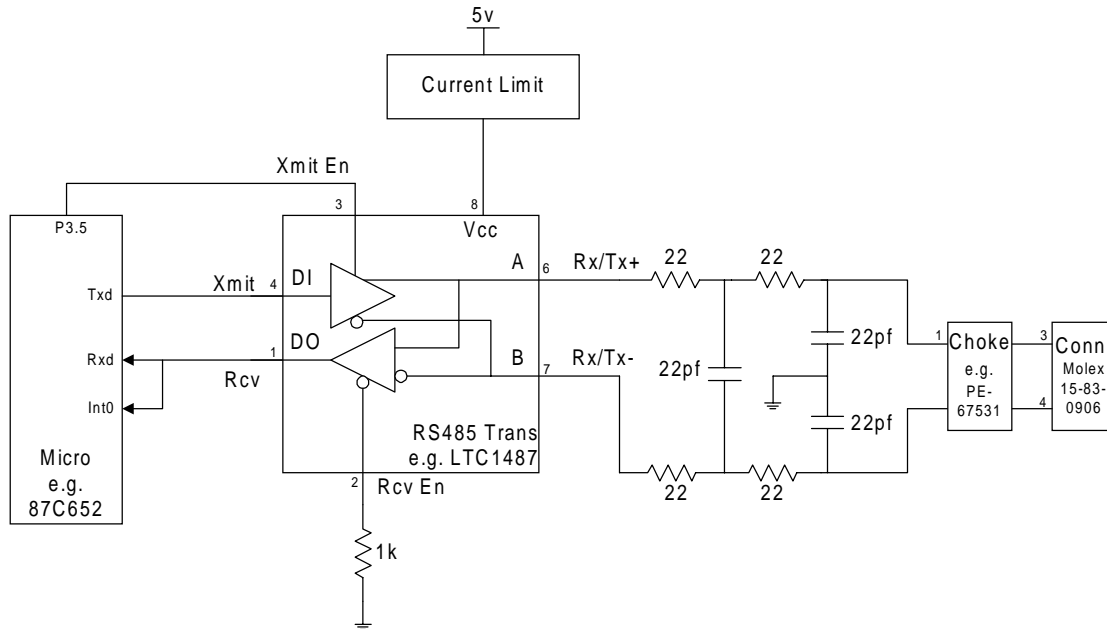 5v
Current Limit
Xmit En
3
8
P3.5
Vcc
A
6
Rx/Tx+
22
22
Txd
Xmit
4
DI
DO
1
Rxd
Rcv
Int0
B
7
Rx/Tx-
22pf
22pf
22pf
1
Choke
e.g.
PE-
67531
3
4
Conn
Molex
15-83-
0906
RS485 Trans
e.g. LTC1487
22
22
Micro
e.g.
87C652
2
Rcv En
1k